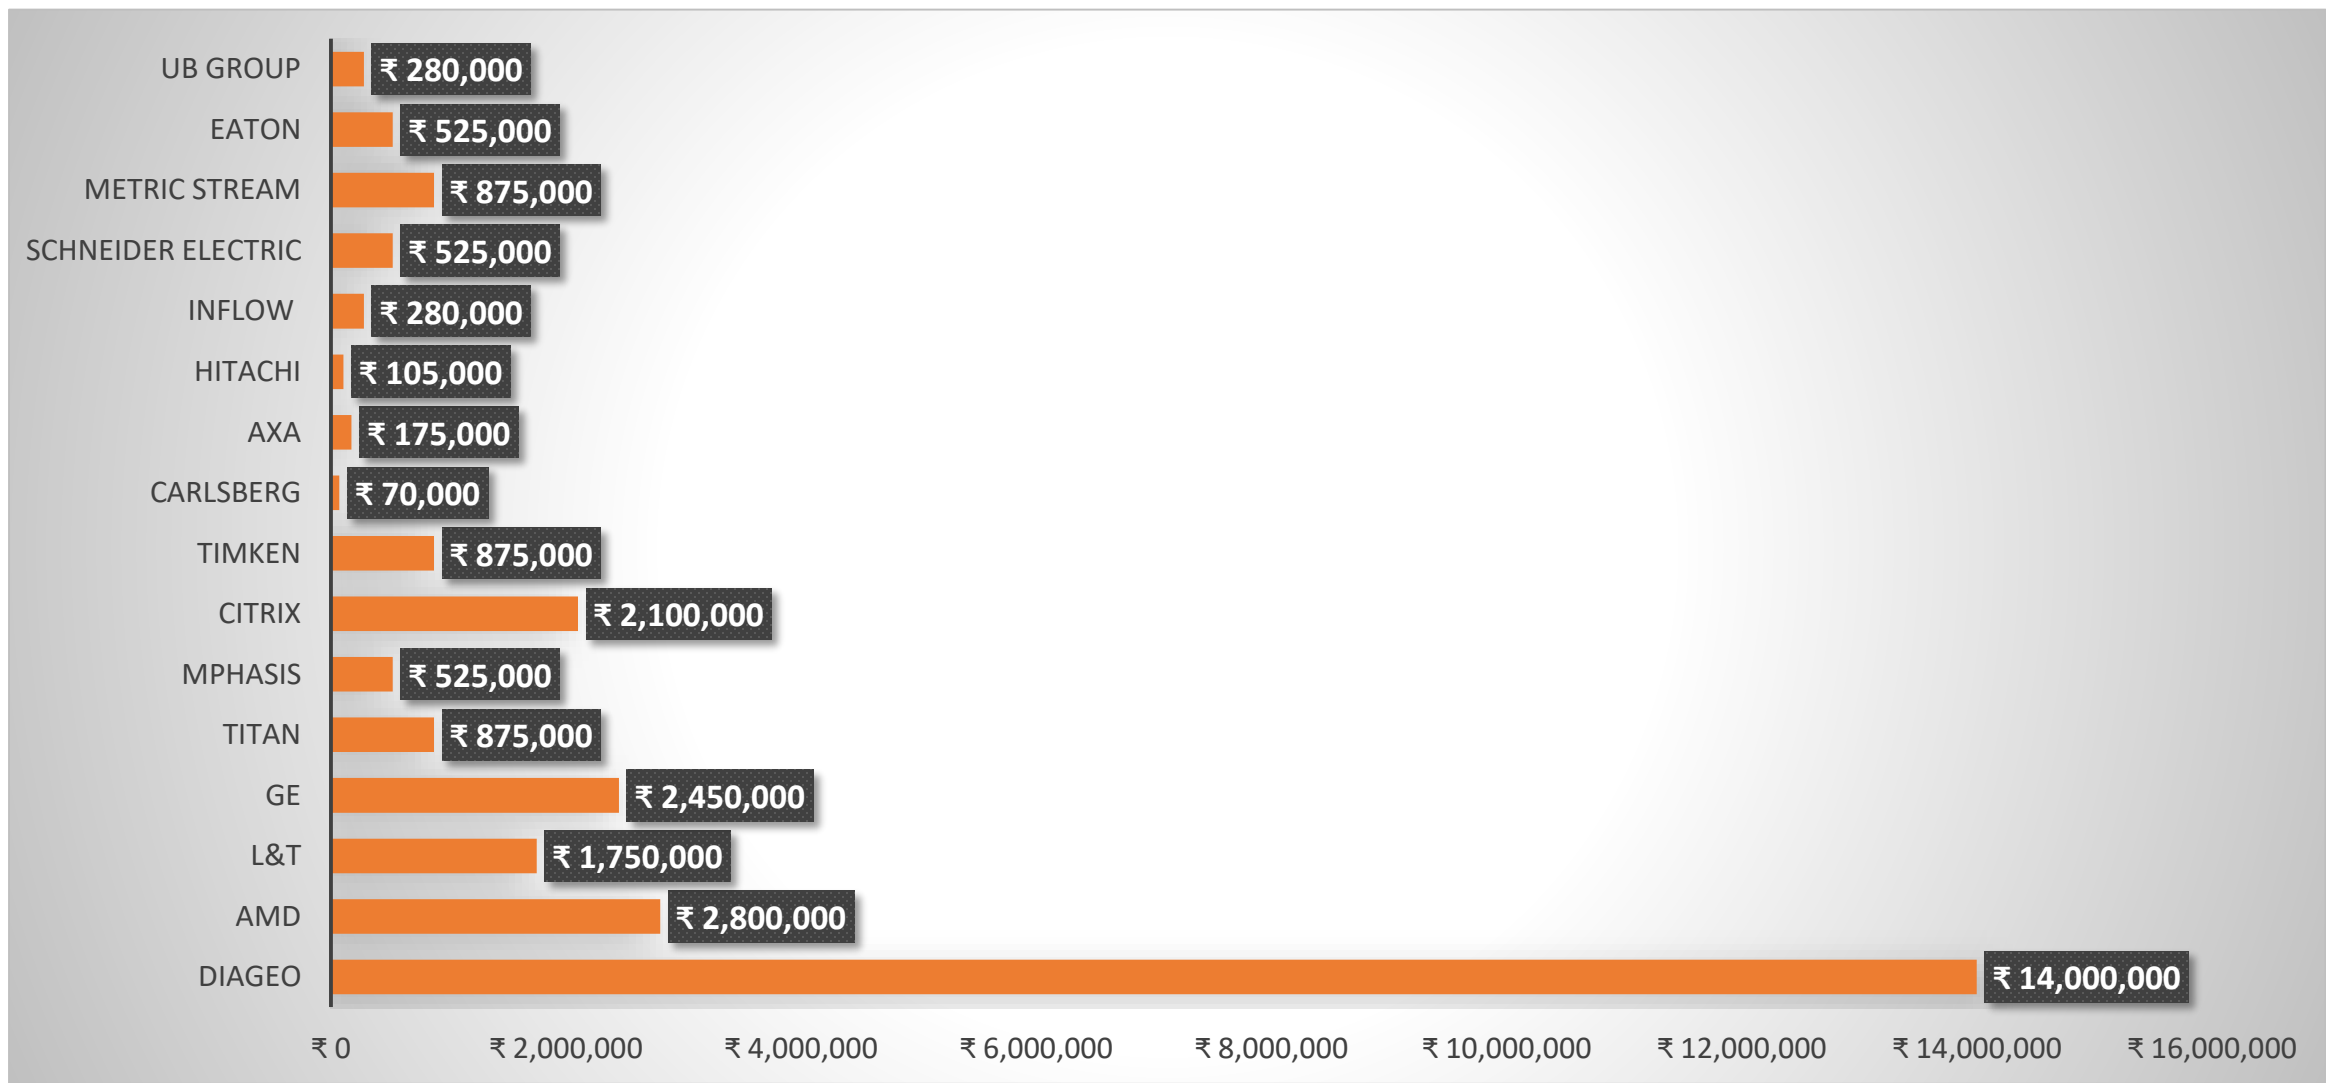 UB GROUP ₹ 280,000
EATON ₹ 525,000
METRIC STREAM ₹ 875,000
SCHNEIDER ELECTRIC ₹ 525,000
INFLOW ₹ 280,000
HITACHI ₹ 105,000
AXA ₹ 175,000
CARLSBERG ₹ 70,000
TIMKEN ₹ 875,000
CITRIX ₹ 2,100,000
MPHASIS ₹ 525,000
TITAN ₹ 875,000
GE ₹ 2,450,000
L&T ₹ 1,750,000
AMD ₹ 2,800,000
DIAGEO ₹ 14,000,000
₹ 0 ₹ 2,000,000 ₹ 4,000,000 ₹ 6,000,000 ₹ 8,000,000 ₹ 10,000,000 ₹ 12,000,000 ₹ 14,000,000 ₹ 16,000,000